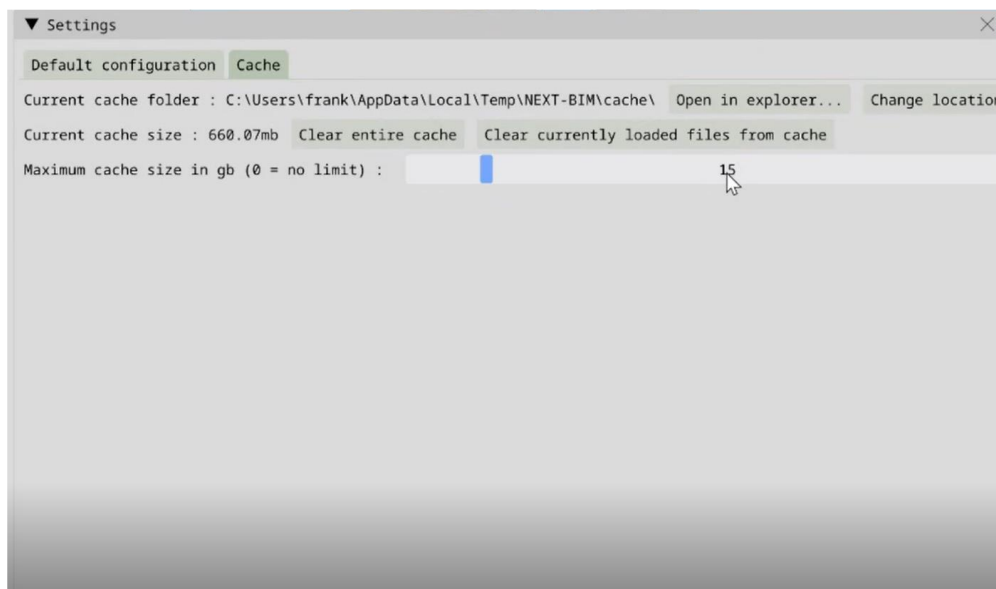 ▼ Settings
Default configuration Cache
Current cache folder : C:\Users\frank\AppData\Local\Temp\NEXT-BIM\cache\ Open in explorer... Change location
Current cache size : 660.07mb Clear entire cache Clear currently loaded files from cache
Maximum cache size in gb (0 = no limit) : 15